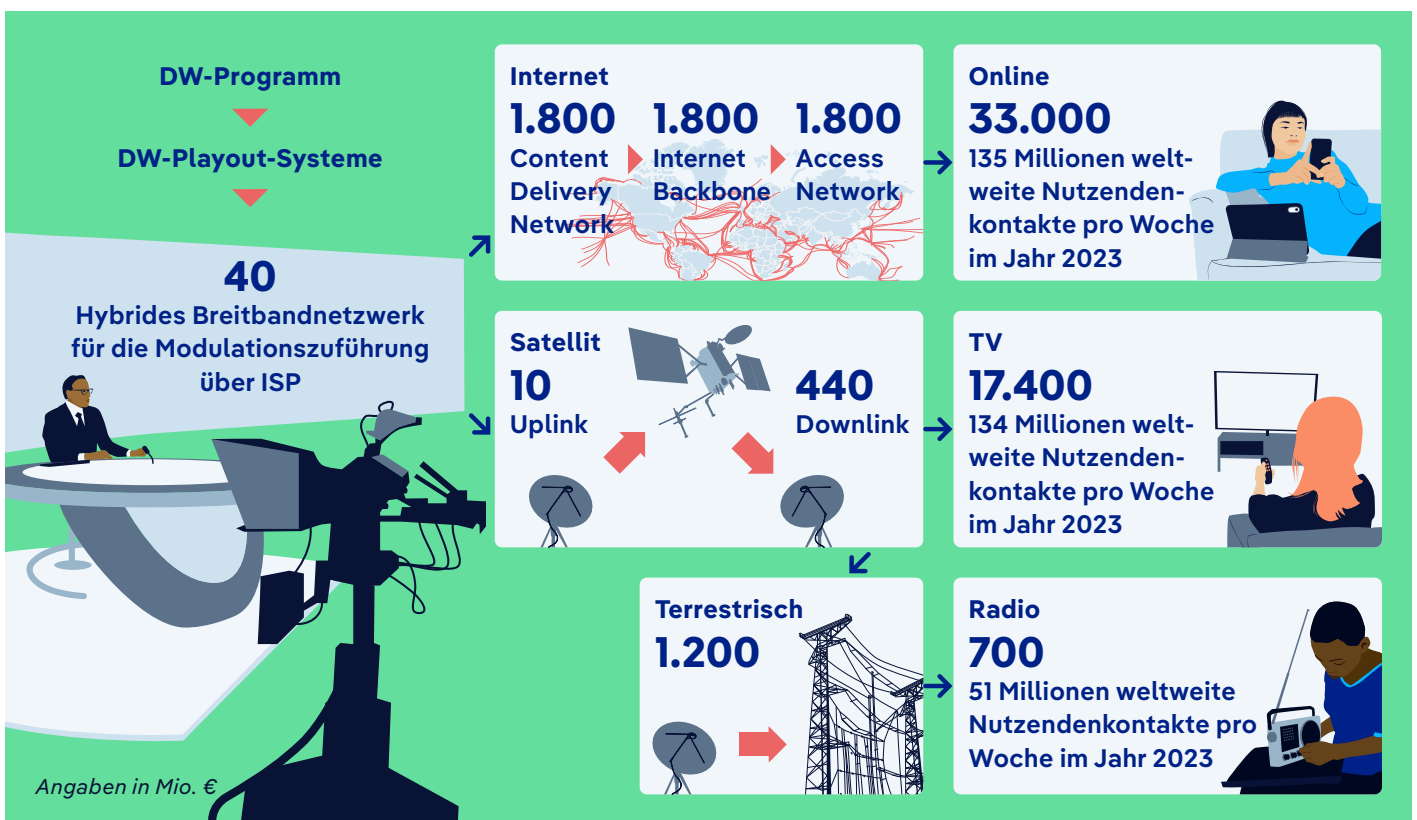 DW-Programm
DW-Playout-Systeme
40
Hybrides Breitbandnetzwerk
für die Modulationszuführung
über ISP
Internet
1.800
Content
Delivery
Network
1.800
Internet
Backbone
1.800
Access
Network
Online
33.000
135 Millionen welt-
weite Nutzenden-
kontakte pro Woche
im Jahr 2023
Satellit
10
Uplink
440
Downlink
TV
17.400
134 Millionen welt-
weite Nutzenden-
kontakte pro Woche
im Jahr 2023
Terrestrisch
1.200
Radio
700
51 Millionen weltweite
Nutzendenkontakte pro
Woche im Jahr 2023
Angaben in Mio. €